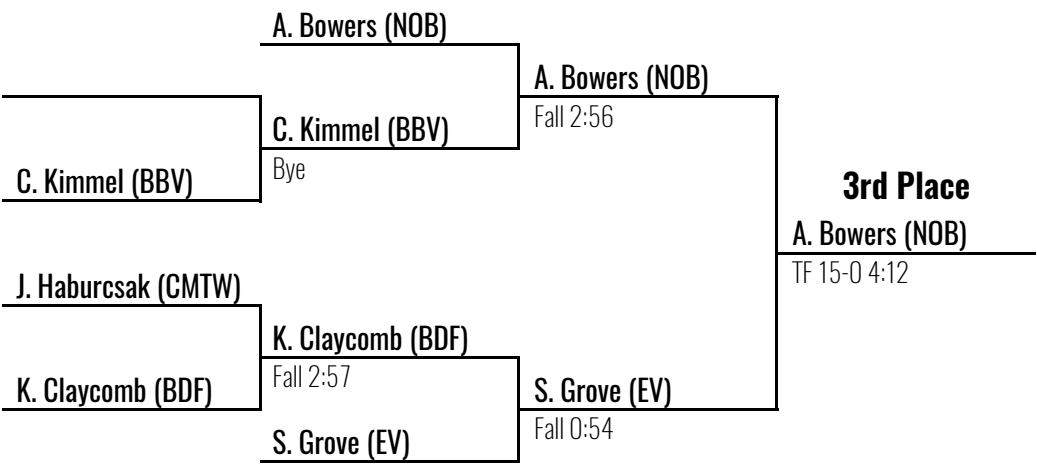 A. Bowers (NOB)
A. Bowers (NOB)
Fall 2:56
C. Kimmel (BBV)
Bye
C. Kimmel (BBV)
3rd Place
A. Bowers (NOB)
TF 15-0 4:12
J. Haburcsak (CMTW)
K. Claycomb (BDF)
Fall 2:57
K. Claycomb (BDF)
S. Grove (EV)
Fall 0:54
S. Grove (EV)